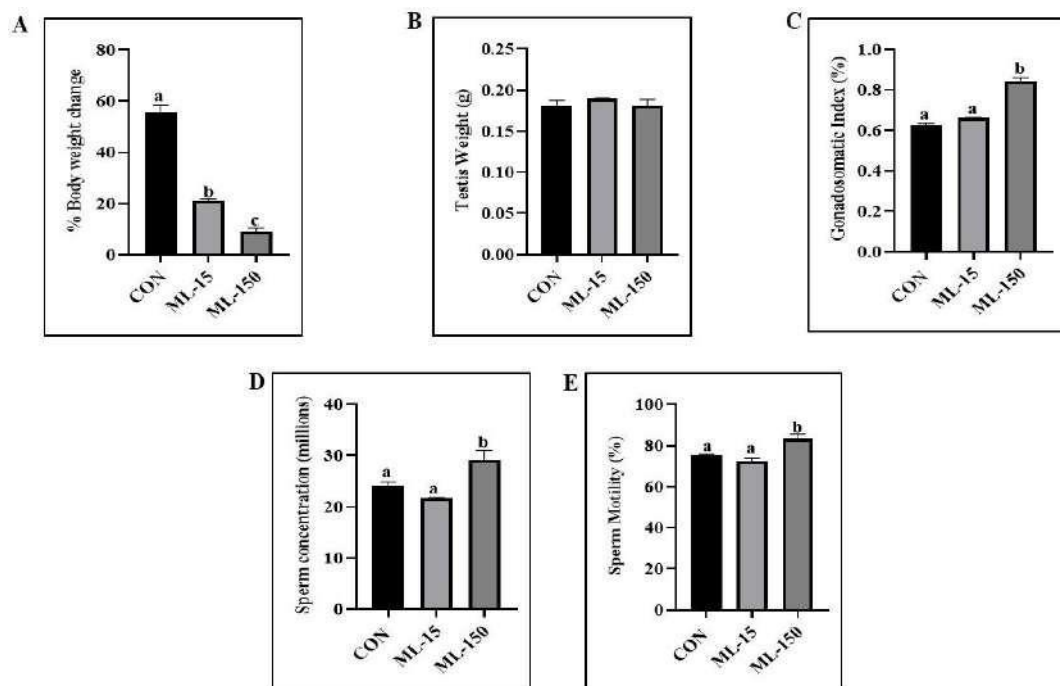 A
% Body weight change
80
60
40
20
0
a
b
c
CON
ML-15
ML-150
B
Testis Weight (g)
0.25
0.20
0.15
0.10
0.05
0.00
CON
ML-15
ML-150
C
Gonadosomatic Index (%)
1.0
0.8
0.6
0.4
0.2
0.0
a
a
b
CON
ML-15
ML-150
D
Sperm concentration (millions)
40
30
20
10
0
a
a
b
CON
ML-15
ML-150
E
Sperm Motility (%)
100
80
60
40
20
0
a
a
b
CON
ML-15
ML-150